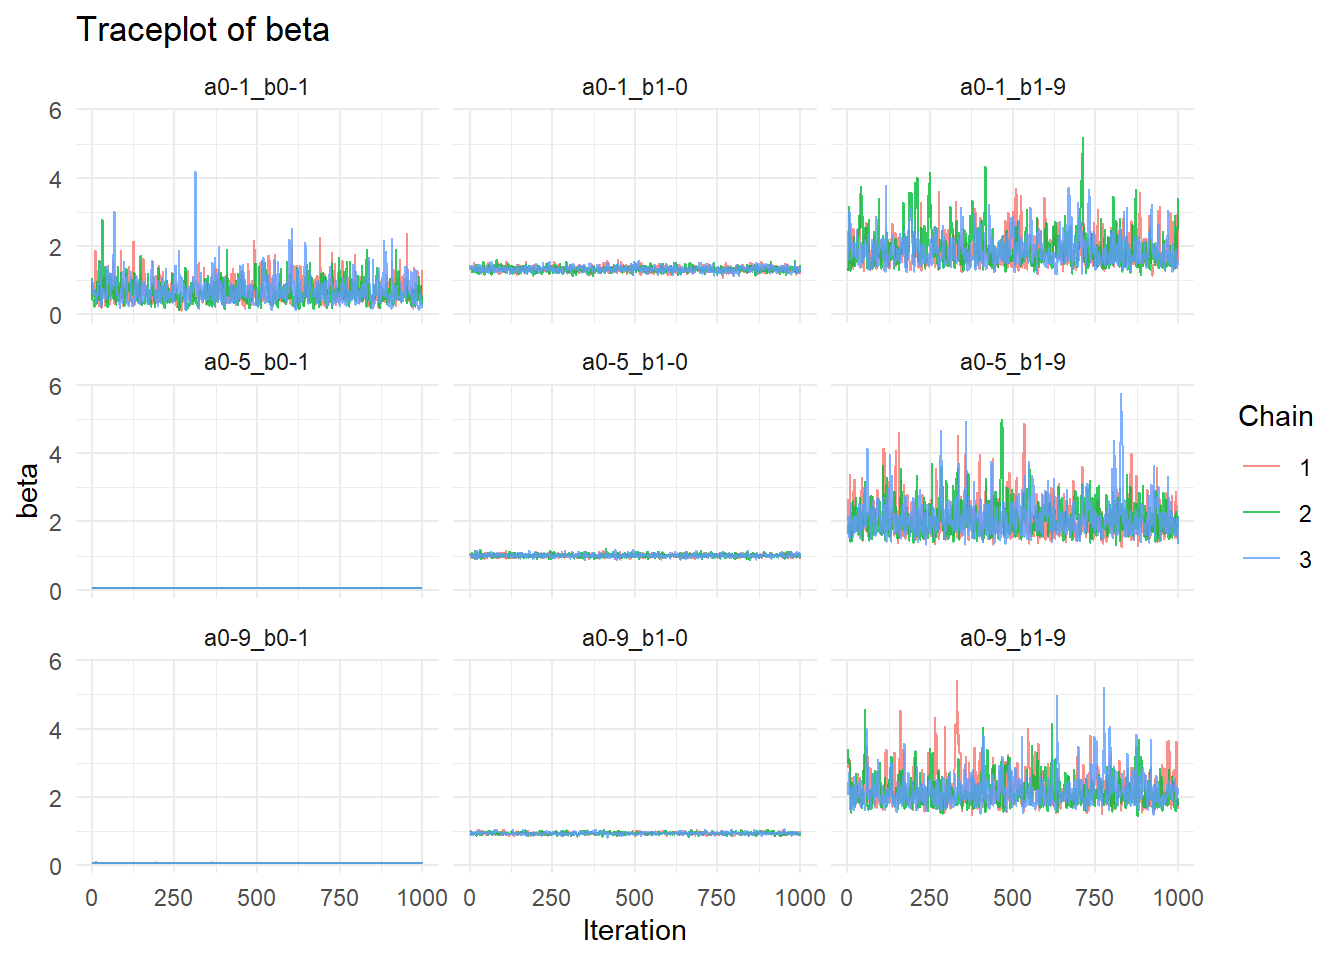 Traceplot of beta
a0-1_b0-1
a0-1_b1-0
a0-1_b1-9
6
4
2
0
a0-5_b0-1
a0-5_b1-0
a0-5_b1-9
6
4
2
0
a0-9_b0-1
a0-9_b1-0
a0-9_b1-9
6
4
2
0
beta
0 250 500 750 1000
0 250 500 750 1000
0 250 500 750 1000
Iteration
Chain
1
2
3